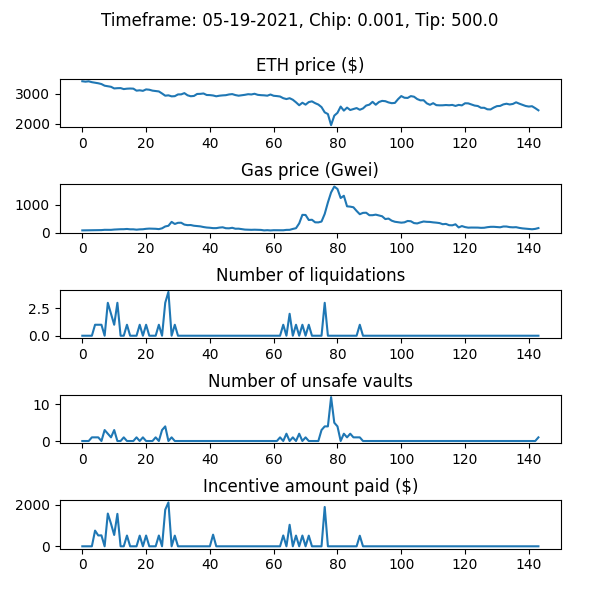 Timeframe: 05-19-2021, Chip: 0.001, Tip: 500.0
ETH price ($)
3000
2000
0 20 40 60 80 100 120 140
Gas price (Gwei)
1000
0
0 20 40 60 80 100 120 140
Number of liquidations
2.5
0.0
0 20 40 60 80 100 120 140
Number of unsafe vaults
10
0
0 20 40 60 80 100 120 140
Incentive amount paid ($)
2000
0
0 20 40 60 80 100 120 140